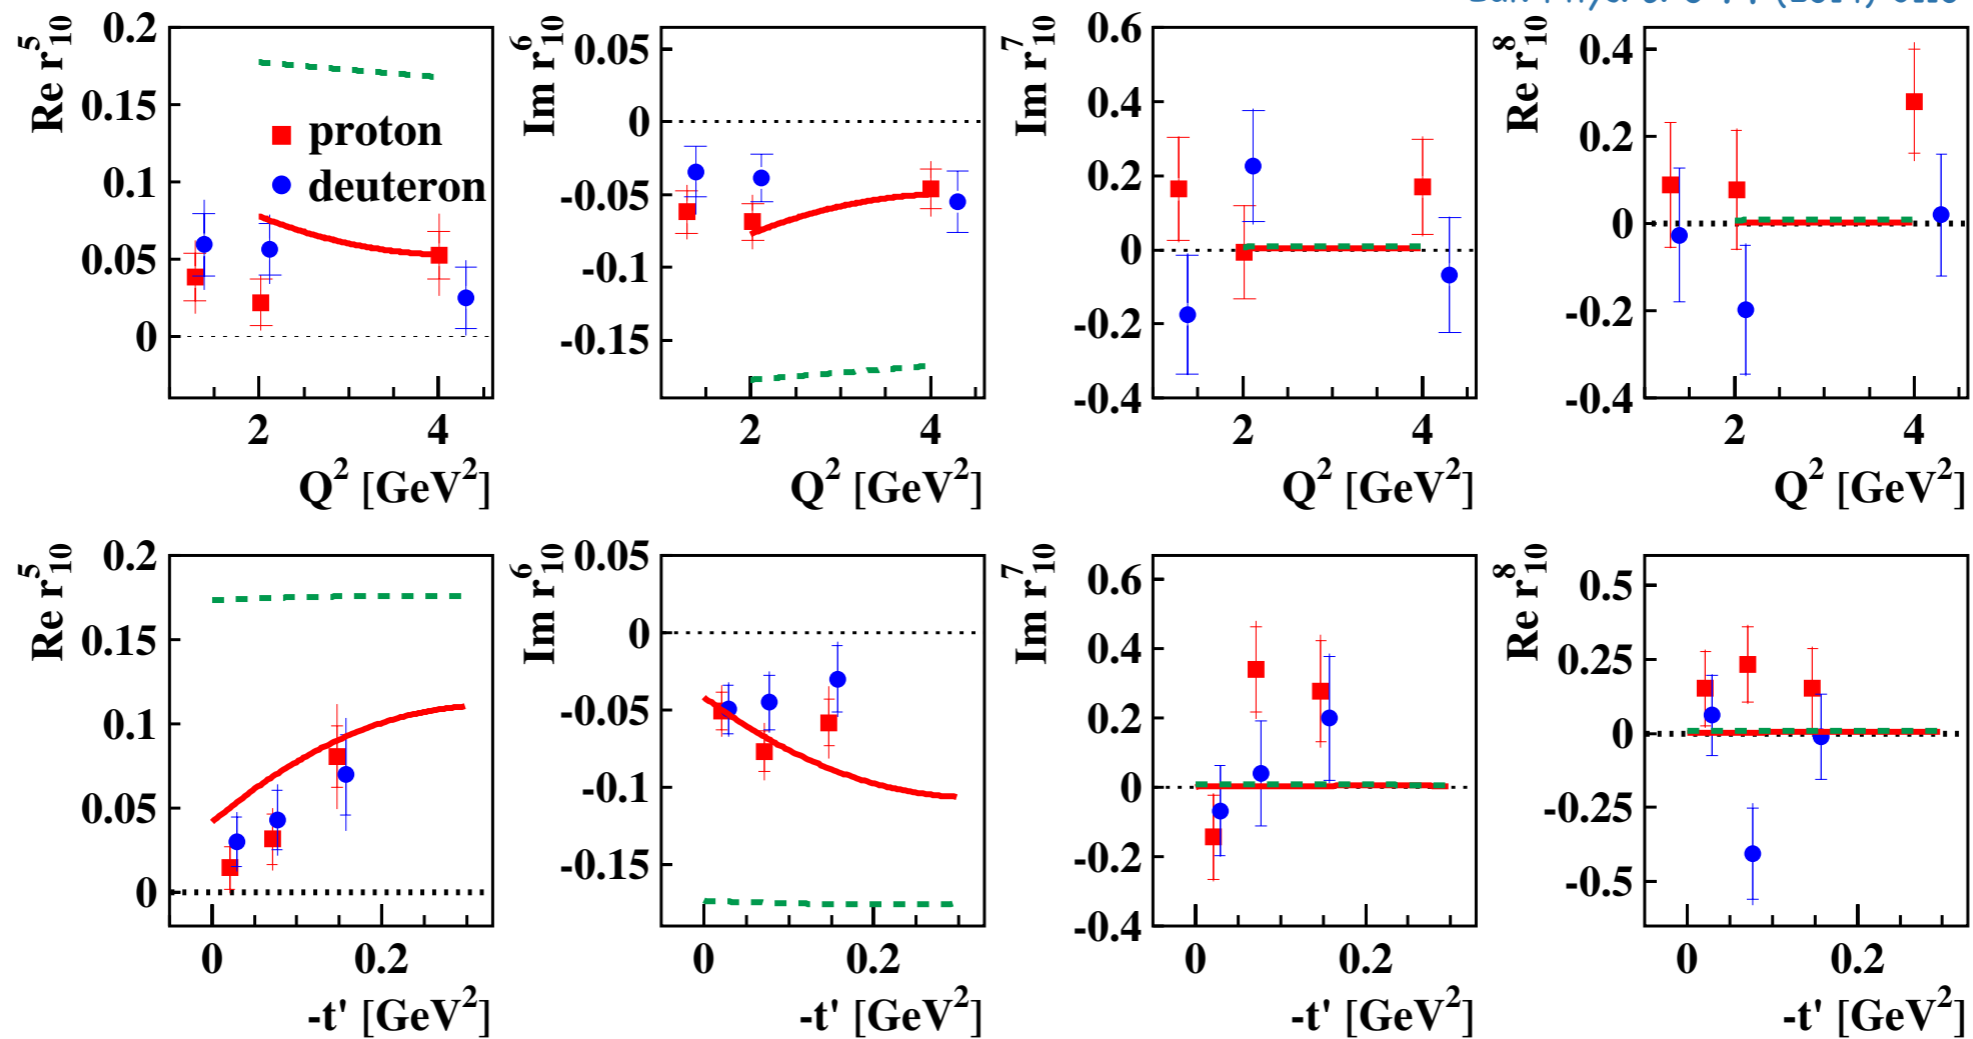 Re r^5_10
0.2
0.15
0.1
0.05
0
proton
deuteron
2 4
Q^2 [GeV^2]
Im r^6_10
0.05
0
-0.05
-0.1
-0.15
2 4
Q^2 [GeV^2]
Im r^7_10
0.6
0.4
0.2
0
-0.2
-0.4
2 4
Q^2 [GeV^2]
Re r^8_10
0.4
0.2
0
-0.2
-0.4
2 4
Q^2 [GeV^2]
Re r^5_10
0.2
0.15
0.1
0.05
0
0 0.2
-t' [GeV^2]
Im r^6_10
0.05
0
-0.05
-0.1
-0.15
0 0.2
-t' [GeV^2]
Im r^7_10
0.6
0.4
0.2
0
-0.2
-0.4
0 0.2
-t' [GeV^2]
Re r^8_10
0.5
0.25
0
-0.25
-0.5
0 0.2
-t' [GeV^2]